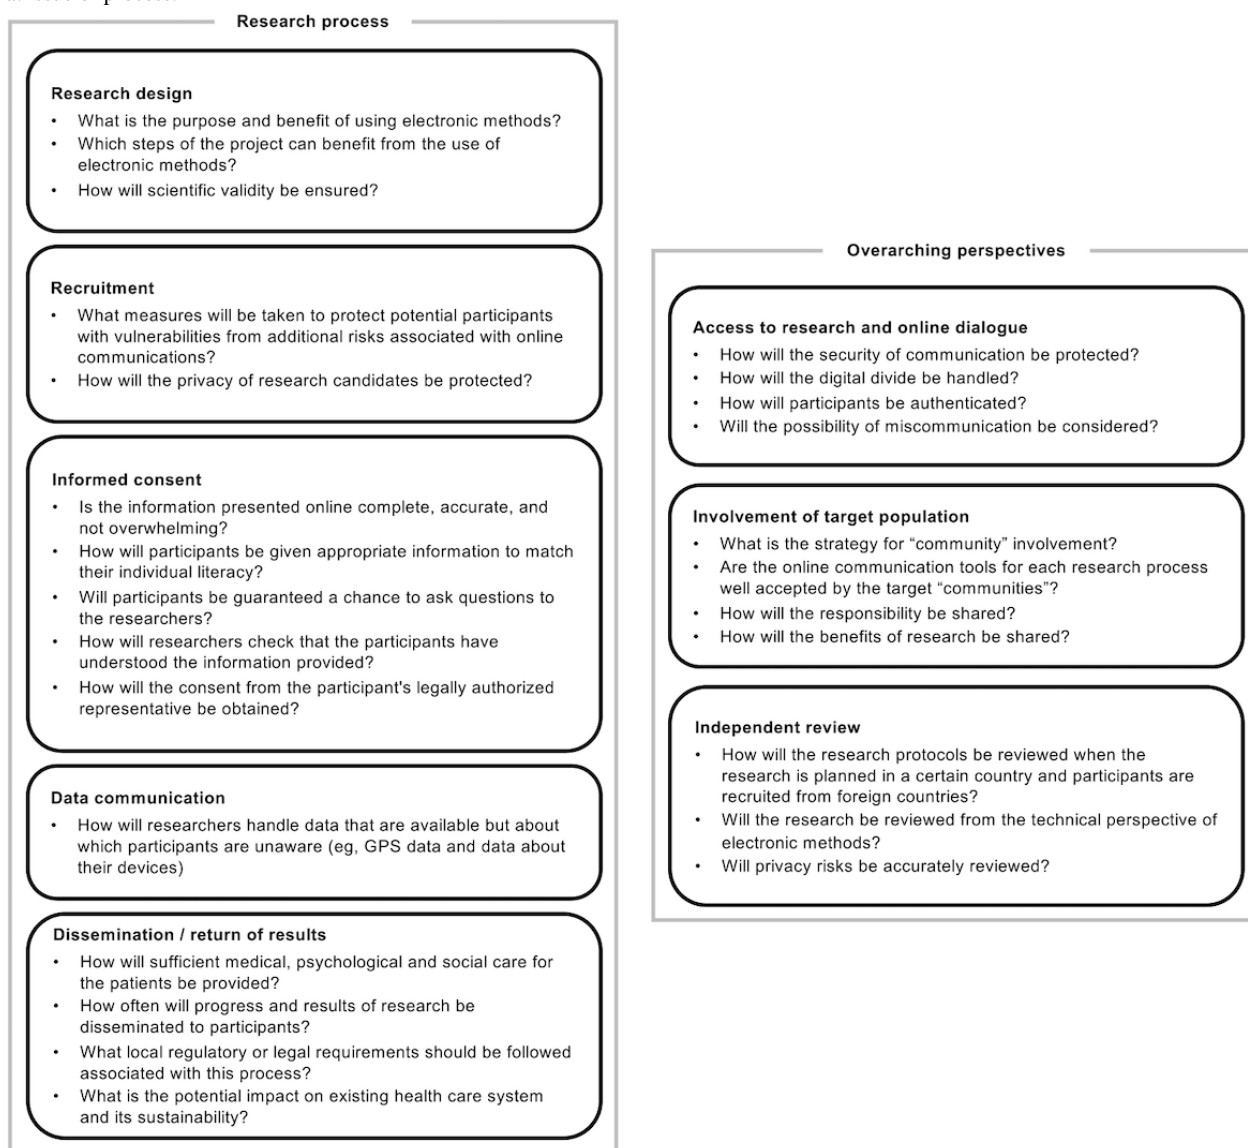 Research process
Research design
• What is the purpose and benefit of using electronic methods?
• Which steps of the project can benefit from the use of
electronic methods?
• How will scientific validity be ensured?
Recruitment
• What measures will be taken to protect potential participants
with vulnerabilities from additional risks associated with online
communications?
• How will the privacy of research candidates be protected?
Informed consent
• Is the information presented online complete, accurate, and
not overwhelming?
• How will participants be given appropriate information to match
their individual literacy?
• Will participants be guaranteed a chance to ask questions to
the researchers?
• How will researchers check that the participants have
understood the information provided?
• How will the consent from the participant's legally authorized
representative be obtained?
Data communication
• How will researchers handle data that are available but about
which participants are unaware (eg, GPS data and data about
their devices)
Dissemination / return of results
• How will sufficient medical, psychological and social care for
the patients be provided?
• How often will progress and results of research be
disseminated to participants?
• What local regulatory or legal requirements should be followed
associated with this process?
• What is the potential impact on existing health care system
and its sustainability?
Overarching perspectives
Access to research and online dialogue
• How will the security of communication be protected?
• How will the digital divide be handled?
• How will participants be authenticated?
• Will the possibility of miscommunication be considered?
Involvement of target population
• What is the strategy for “community” involvement?
• Are the online communication tools for each research process
well accepted by the target “communities”?
• How will the responsibility be shared?
• How will the benefits of research be shared?
Independent review
• How will the research protocols be reviewed when the
research is planned in a certain country and participants are
recruited from foreign countries?
• Will the research be reviewed from the technical perspective of
electronic methods?
• Will privacy risks be accurately reviewed?